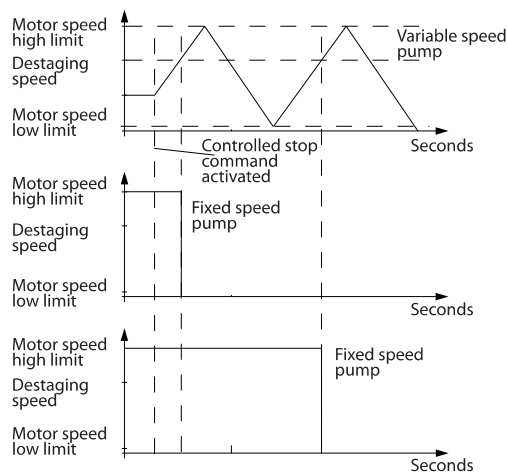 Motor speed
high limit
Destaging
speed
Motor speed
low limit
Variable speed
pump
Seconds
Controlled stop
command
activated
Motor speed
high limit
Destaging
speed
Motor speed
low limit
Fixed speed
pump
Seconds
Motor speed
high limit
Destaging
speed
Motor speed
low limit
Fixed speed
pump
Seconds